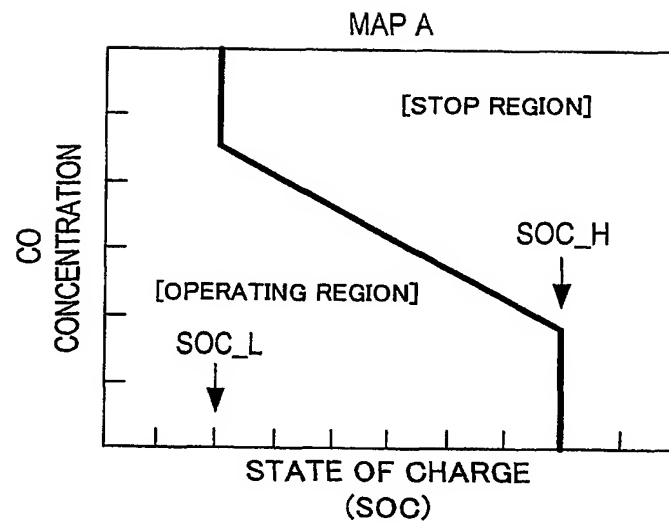 MAP A
[STOP REGION]
CO
CONCENTRATION
SOC_H
[OPERATING REGION]
SOC_L
STATE OF CHARGE
(SOC)